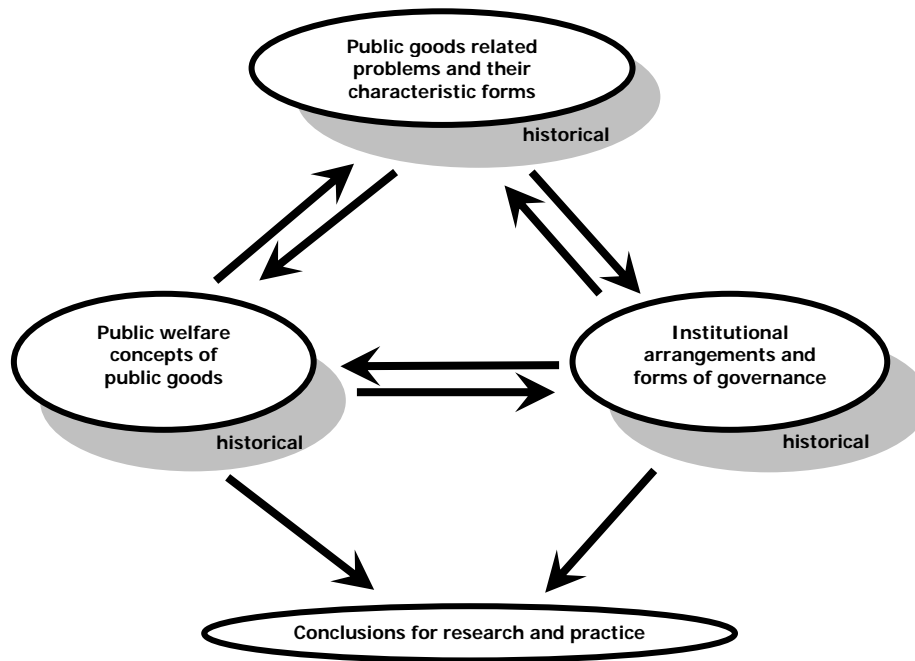 Public goods related
problems and their
characteristic forms
historical
Public welfare
concepts of
public goods
historical
Institutional
arrangements and
forms of governance
historical
Conclusions for research and practice